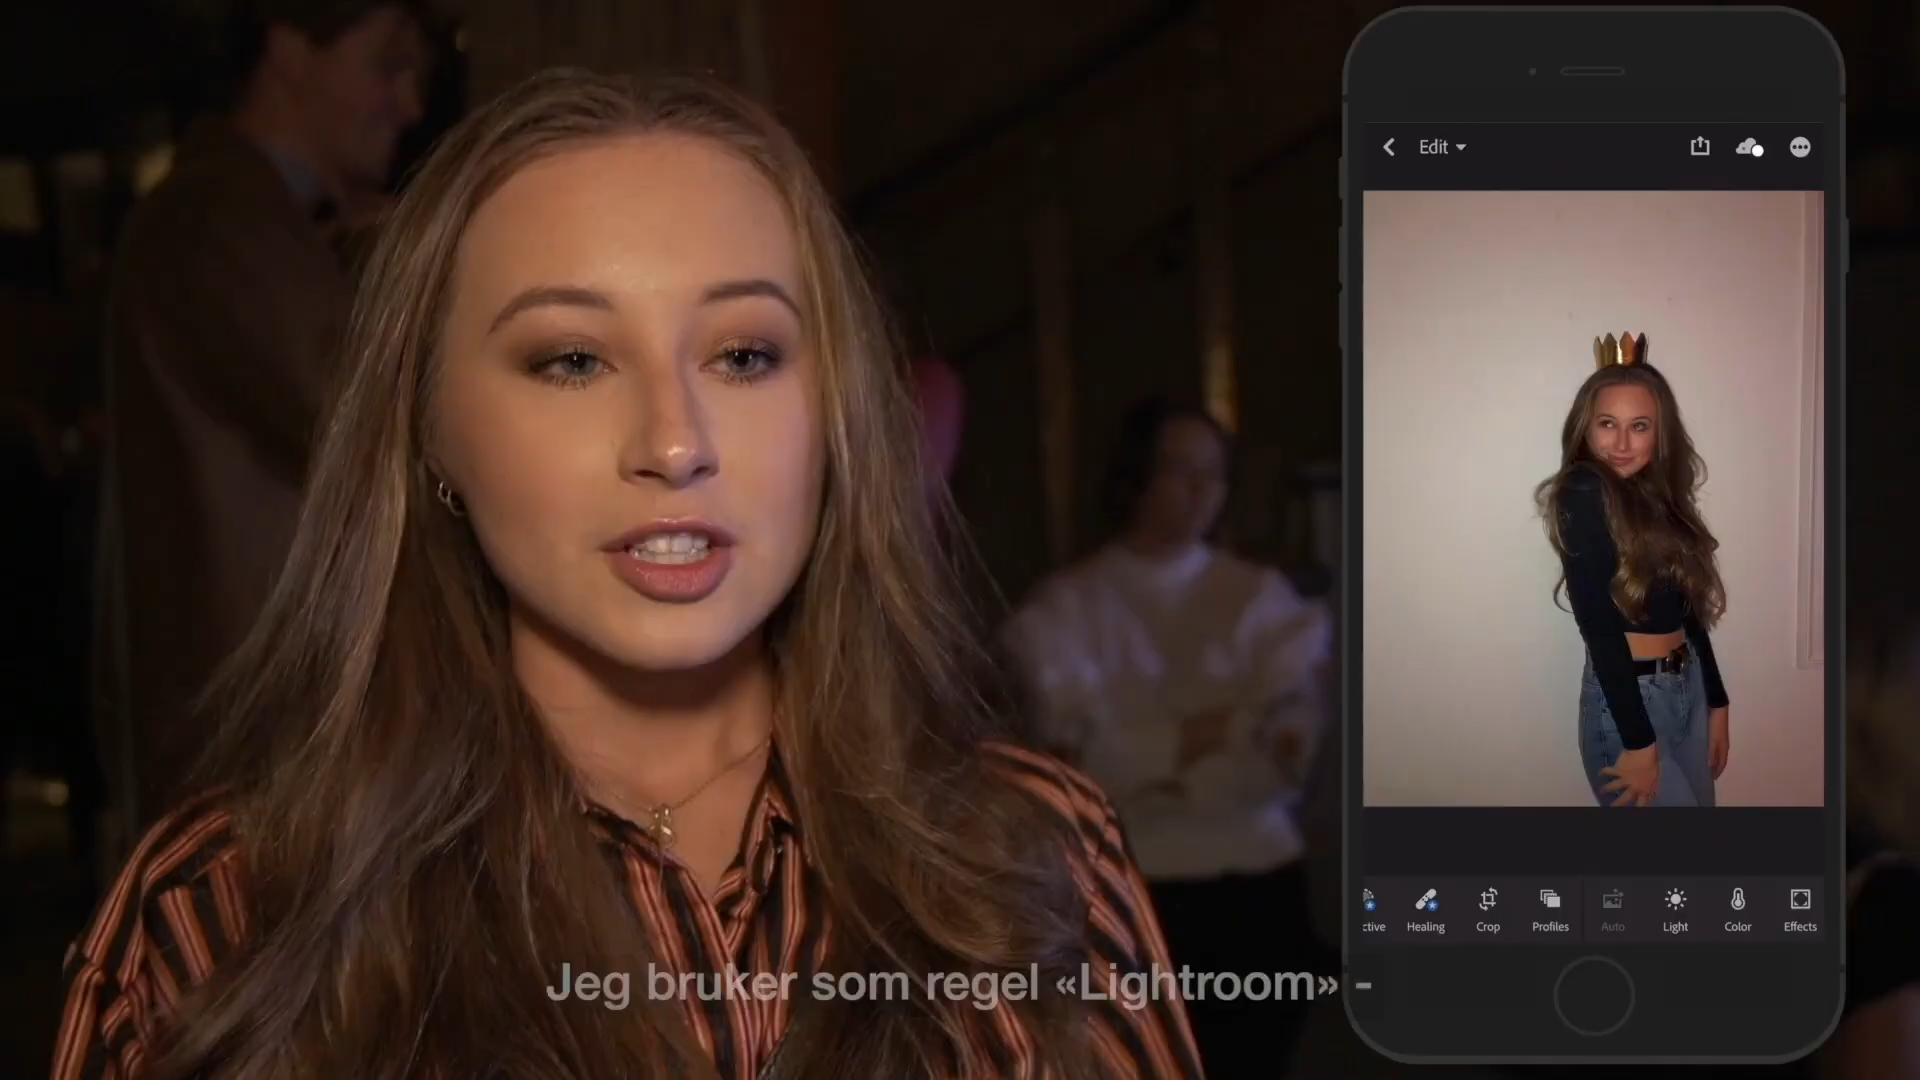 Edit
ctive
Healing
Crop
Profiles
Auto
Light
Color
Effects
Jeg bruker som regel «Lightroom» -